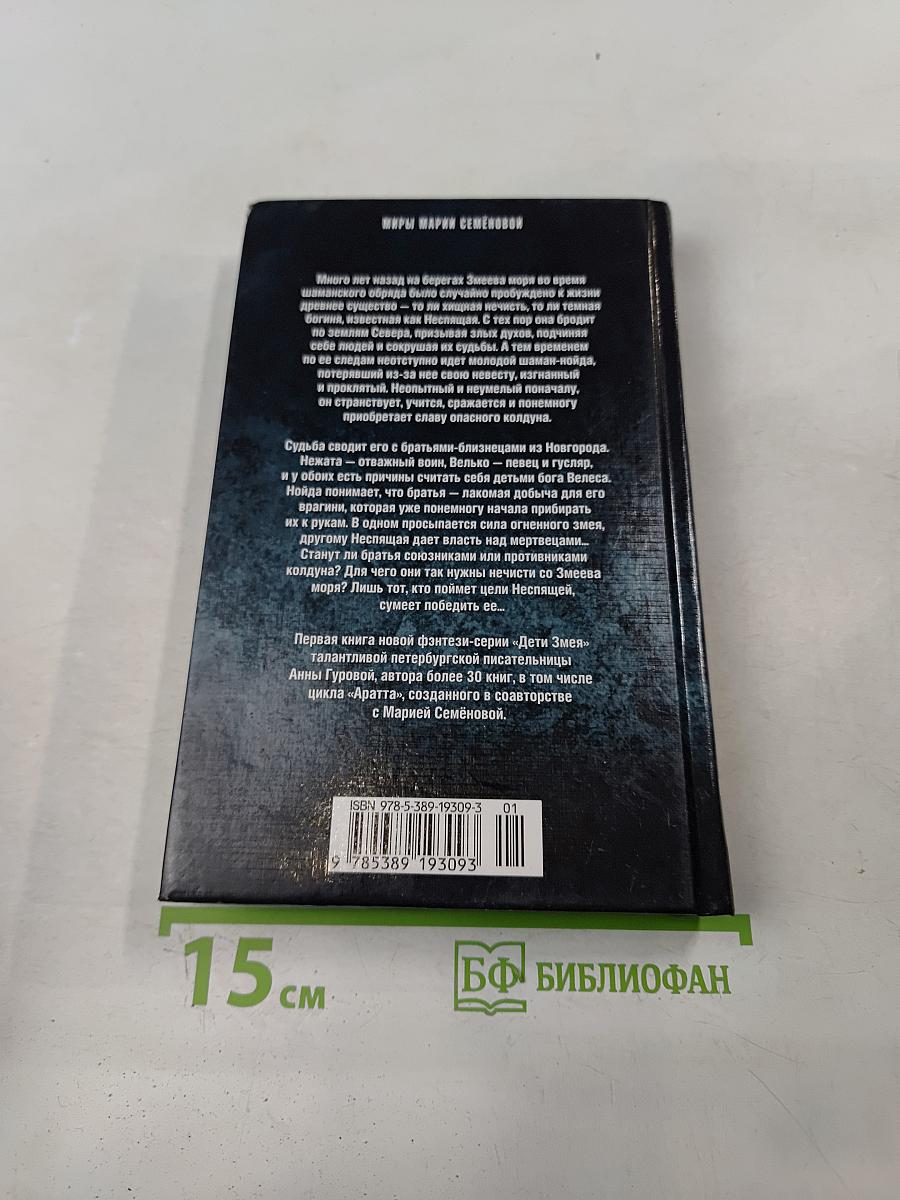 МИРЫ МАРИИ СЕМЁНОВОЙ
Много лет назад на берегах Змеева моря во время
шаманского обряда было случайно пробуждено к жизни
древнее существо — то ли хищная нечисть, то ли темная
богиня, известная как Неспящая. С тех пор она бродит
по землям Севера, призывая злых духов, подчиняя
себе людей и сокрушая их судьбы. А тем временем
по ее следам неотступно идет молодой шаман-нойда,
потерявший из-за нее свою невесту, изгнанный
и проклятый. Неопытный и неумелый поначалу,
он странствует, учится, сражается и понемногу
приобретает славу опасного колдуна.
Судьба сводит его с братьями-близнецами из Новгорода.
Нежата — отважный воин, Велько — певец и гусляр,
и у обоих есть причины считать себя детьми бога Велеса.
Нойда понимает, что братья — лакомая добыча для его
врагини, которая уже понемногу начала прибирать
их к рукам. В одном просыпается сила огненного змея,
другому Неспящая дает власть над мертвецами...
Станут ли братья союзниками или противниками
колдуна? Для чего они так нужны нечисти со Змеева
моря? Лишь тот, кто поймет цели Неспящей,
сумеет победить ее...
Первая книга новой фэнтези-серии «Дети Змея»
талантливой петербургской писательницы
Анны Гуровой, автора более 30 книг, в том числе
цикла «Аратта», созданного в соавторстве
с Марией Семёновой.
ISBN 978-5-389-19309-3 01
9 785389 193093
15 см БФ БИБЛИОФАН